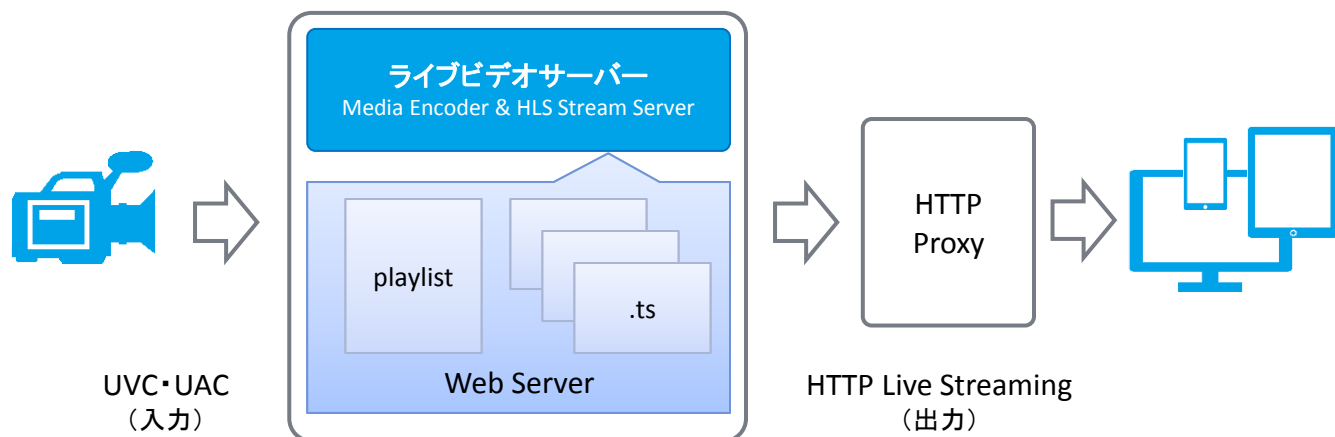 ライブビデオサーバー
Media Encoder & HLS Stream Server
playlist
.ts
Web Server
HTTP
Proxy
UVC・UAC
（入力）
HTTP Live Streaming
（出力）